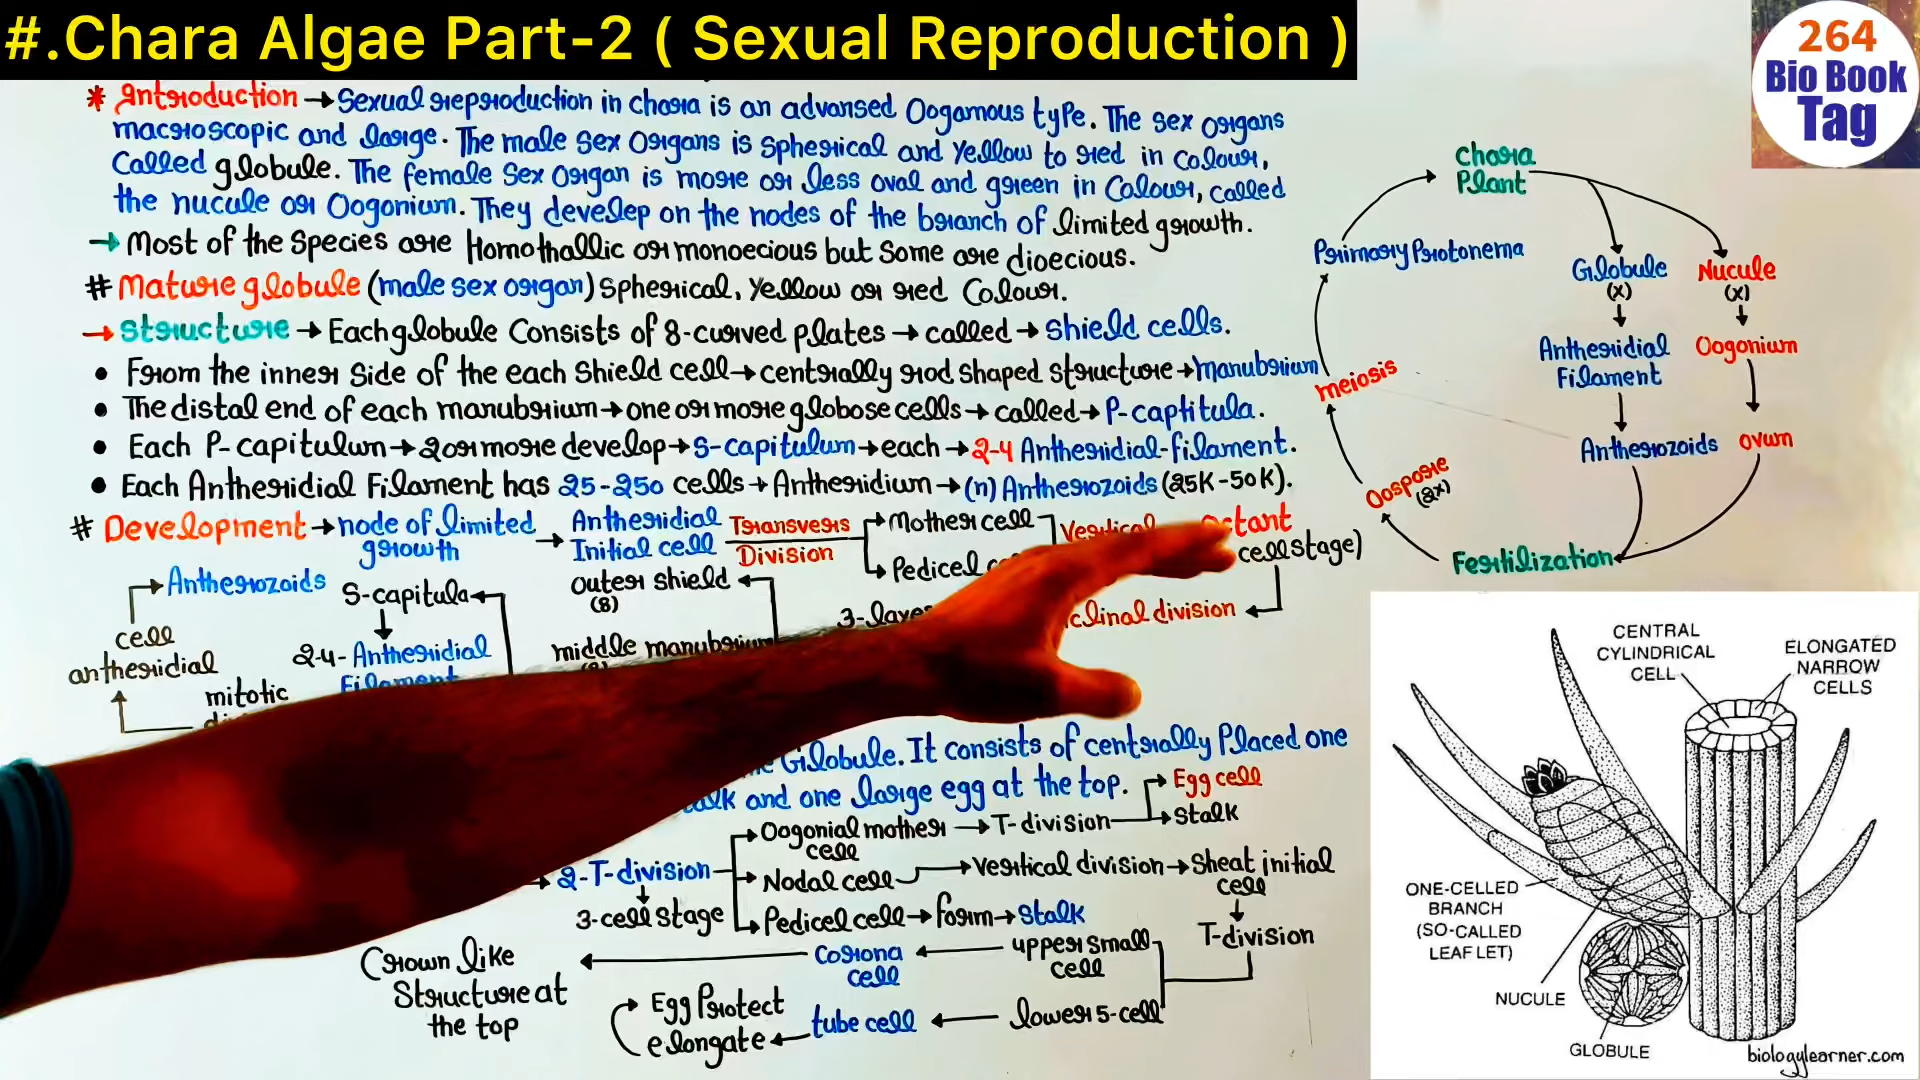 #.Chara Algae Part-2 ( Sexual Reproduction )
264
Bio Book
Tag
* Introduction → Sexual reproduction in chara is an advansed Oogamous type. The sex organs
macroscopic and large. The male sex Organs is spherical and yellow to red in colour,
Called globule. The female sex Organ is more or less oval and green in Colour, called
the nucule or Oogonium. They develep on the nodes of the branch of limited growth.
→ Most of the species are Homothallic or monoecious but some are dioecious.
# Mature globule (male sex organ) spherical, yellow or red Colour.
→ Structure → Each globule Consists of 8-curved plates → called → shield cells.
• From the inner side of the each shield cell → centrally rod shaped structure → manubrium
• The distal end of each manubrium → one or more globose cells → called → P-captitula.
• Each P-capitulum → 2 or more develop → S-capitulum → each → 2-4 Antheridial-filament.
• Each Antheridial Filament has 25-250 cells → Antheridium → (n) Antherozoids (25K-50K).
# Development → node of limited growth → Antheridial Initial cell
Transvers Division
Mother cell
Pedicel
Vertical
octant
cell stage)
clinal division
3-layer
outer shield
(8)
middle manubrium
S-capitula
2-4-Antheridial
Filament
mitotic
cell
antheridial
Antherozoids
Globule. It consists of centrally Placed one
and one large egg at the top.
Egg cell
Stalk
Oogonial mother cell → T-division
2-T-division
3-cell stage
Nodal cell → Vertical division → Sheat initial cell
Pedicel cell → form → Stalk
T-division
upper small cell
Corona cell
Crown like
Structure at
the top
lower 5-cell
tube cell
elongate
Egg Protect
Chara
Plant
Primary Protonema
Globule
(x)
Nucule
(x)
Antheridial
Filament
Oogonium
meiosis
Antherozoids
Ovum
Oospore
(2x)
Fertilization
CENTRAL
CYLINDRICAL
CELL
ELONGATED
NARROW
CELLS
ONE-CELLED
BRANCH
(SO-CALLED
LEAF LET)
NUCULE
GLOBULE
biologylearner.com